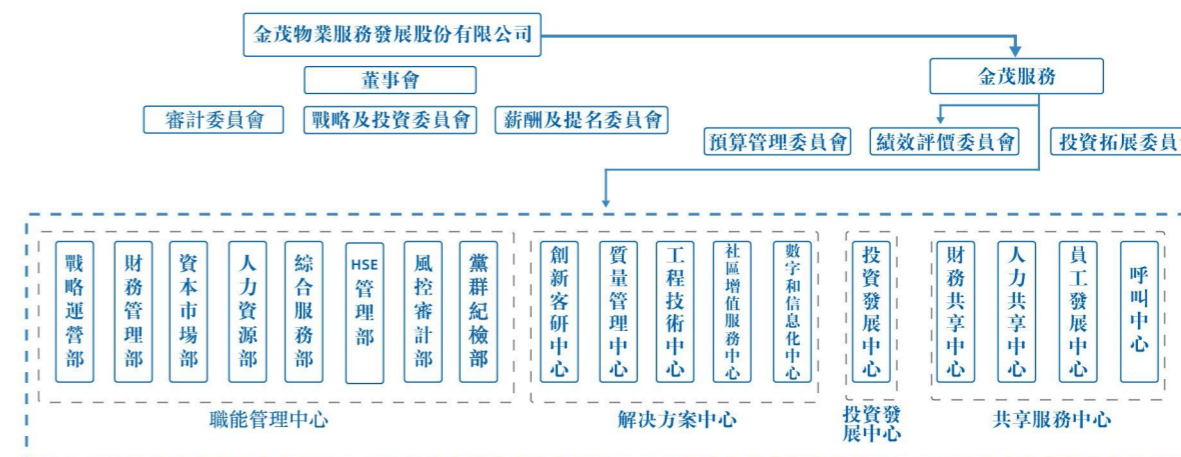 金茂物業服務發展股份有限公司
董事會
金茂服務
審計委員會
戰略及投資委員會
薪酬及提名委員會
預算管理委員會
績效評價委員會
投資拓展委員
戰略運營部
財務管理部
資本市場部
人力資源部
綜合服務部
HSE管理部
風控審計部
黨群紀檢部
創新客研中心
質量管理中心
工程技術中心
社區增值服務中心
數字和信息化中心
投資發展中心
財務共享中心
人力共享中心
員工發展中心
呼叫中心
職能管理中心
解決方案中心
投資發
展中心
共享服務中心